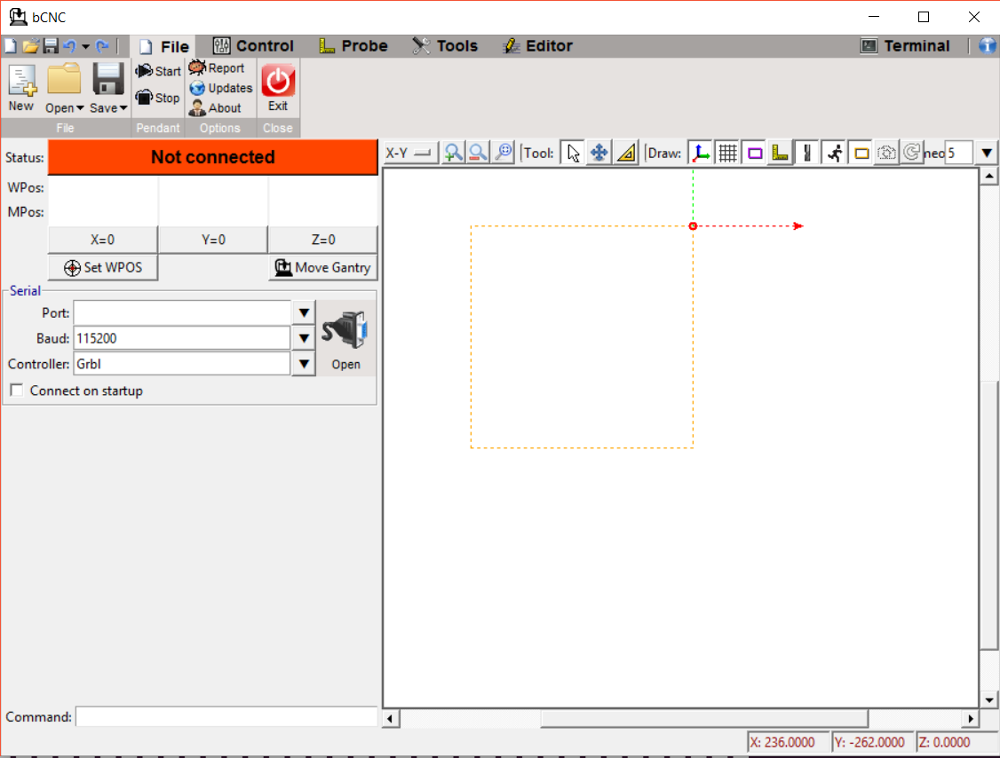 bCNC
File Control Probe Tools Editor Terminal
New Open Save Start Stop Report Updates About Exit
File Pendant Options Close
Status: Not connected
WPos:
MPos:
X=0 Y=0 Z=0
Set WPOS Move Gantry
Serial
Port:
Baud: 115200
Controller: Grbl
Open
Connect on startup
X-Y Tool: Draw: neo 5
Command:
X: 236.0000 Y: -262.0000 Z: 0.0000